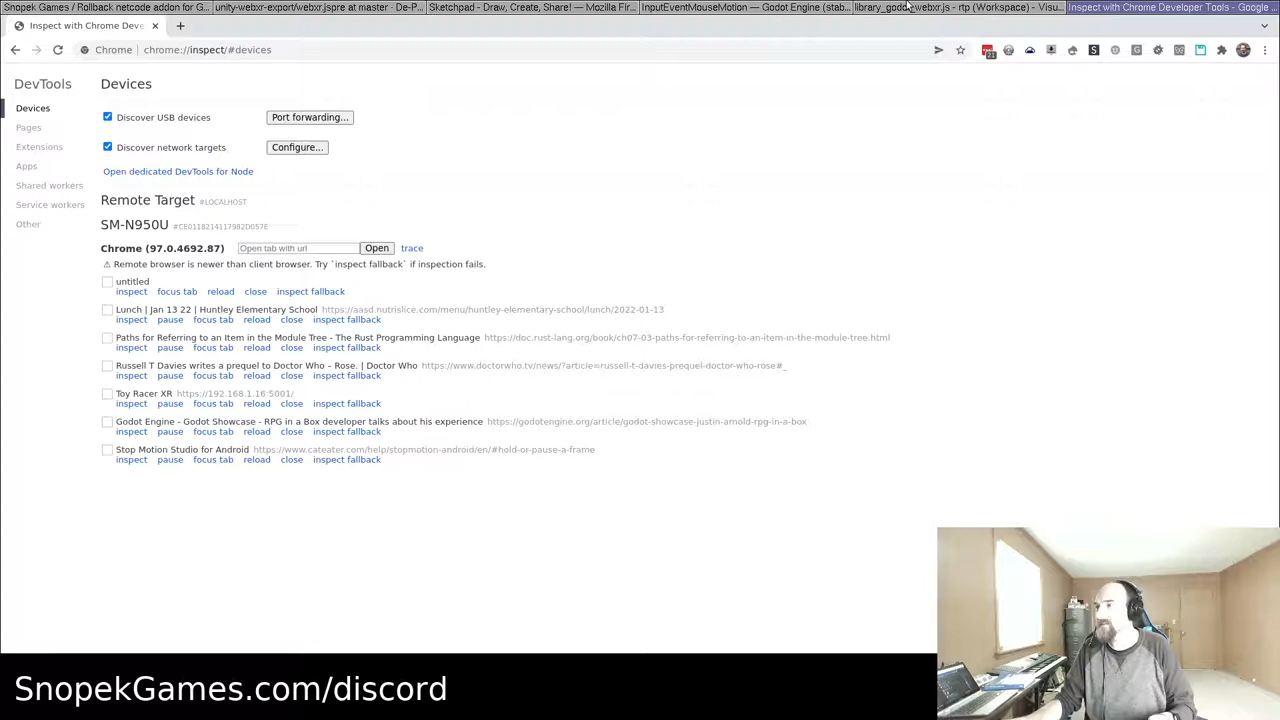 Snopek Games / Rollback netcode addon for G...
unity-webxr-export/webxr.jspre at master · De-P...
Sketchpad - Draw, Create, Share! — Mozilla Fir...
InputEventMouseMotion — Godot Engine (stab...
webxr.js - rtp (Workspace) - Visu...
Inspect with Chrome Developer Tools - Google ...
Inspect with Chrome Deve
Chrome | chrome://inspect/#devices
21
DevTools
Devices
Pages
Extensions
Apps
Shared workers
Service workers
Other
Devices
Discover USB devices Port forwarding...
Discover network targets Configure...
Open dedicated DevTools for Node
Remote Target #LOCALHOST
SM-N950U #CE0118214117982D057E
Chrome (97.0.4692.87) Open tab with url Open trace
⚠ Remote browser is newer than client browser. Try `inspect fallback` if inspection fails.
untitled
inspect focus tab reload close inspect fallback
Lunch | Jan 13 22 | Huntley Elementary School https://aasd.nutrislice.com/menu/huntley-elementary-school/lunch/2022-01-13
inspect pause focus tab reload close inspect fallback
Paths for Referring to an Item in the Module Tree - The Rust Programming Language https://doc.rust-lang.org/book/ch07-03-paths-for-referring-to-an-item-in-the-module-tree.html
inspect pause focus tab reload close inspect fallback
Russell T Davies writes a prequel to Doctor Who – Rose. | Doctor Who https://www.doctorwho.tv/news/?article=russell-t-davies-prequel-doctor-who-rose#_
inspect pause focus tab reload close inspect fallback
Toy Racer XR https://192.168.1.16:5001/
inspect pause focus tab reload close inspect fallback
Godot Engine - Godot Showcase - RPG in a Box developer talks about his experience https://godotengine.org/article/godot-showcase-justin-arnold-rpg-in-a-box
inspect pause focus tab reload close inspect fallback
Stop Motion Studio for Android https://www.cateater.com/help/stopmotion-android/en/#hold-or-pause-a-frame
inspect pause focus tab reload close inspect fallback
SnopekGames.com/discord